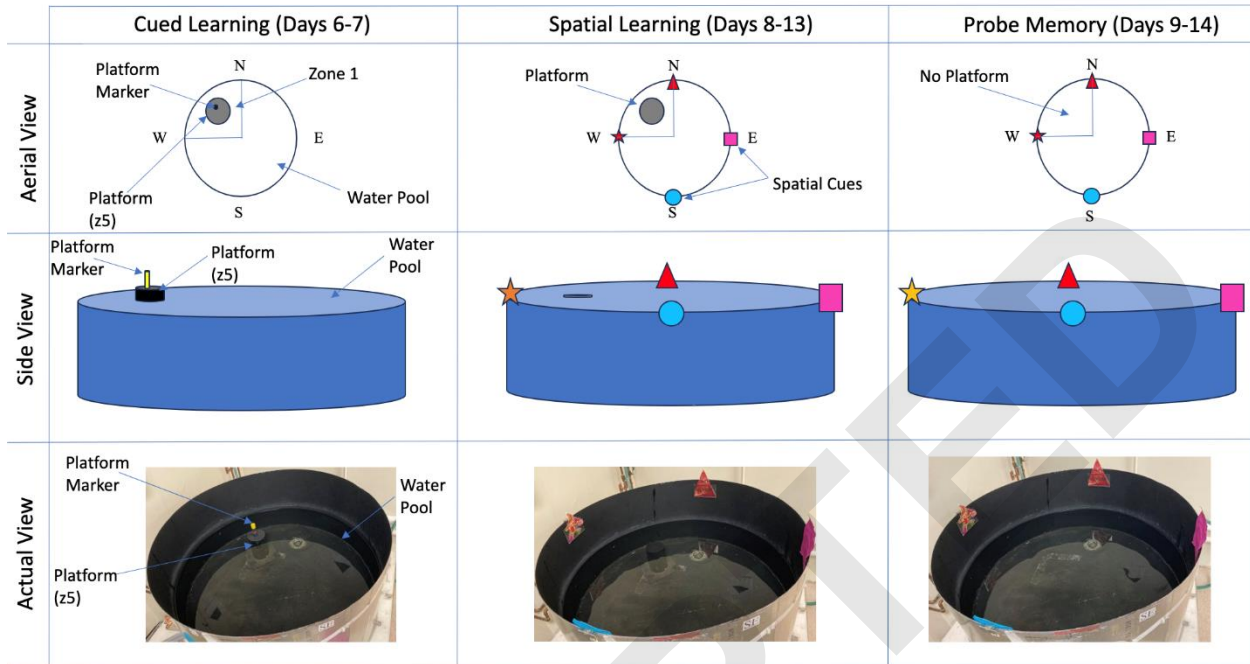 Cued Learning (Days 6-7)
Spatial Learning (Days 8-13)
Probe Memory (Days 9-14)
Aerial View
Platform
Marker
N
Zone 1
W
E
Platform
(z5)
S
Water Pool
Platform
N
W
E
S
Spatial Cues
No Platform
N
W
E
S
Side View
Platform
Marker
Platform
(z5)
Water
Pool
Actual View
Platform
Marker
Water
Pool
Platform
(z5)